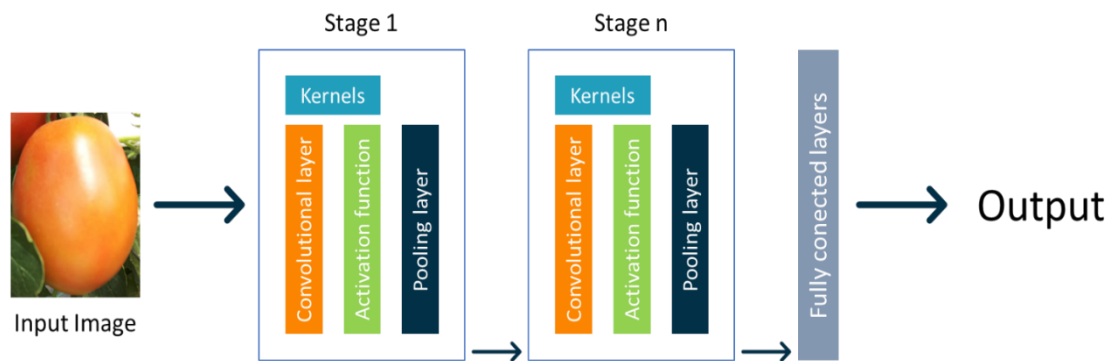 Stage 1
Stage n
Kernels
Convolutional layer
Activation function
Pooling layer
Kernels
Convolutional layer
Activation function
Pooling layer
Fully conected layers
Output
Input Image